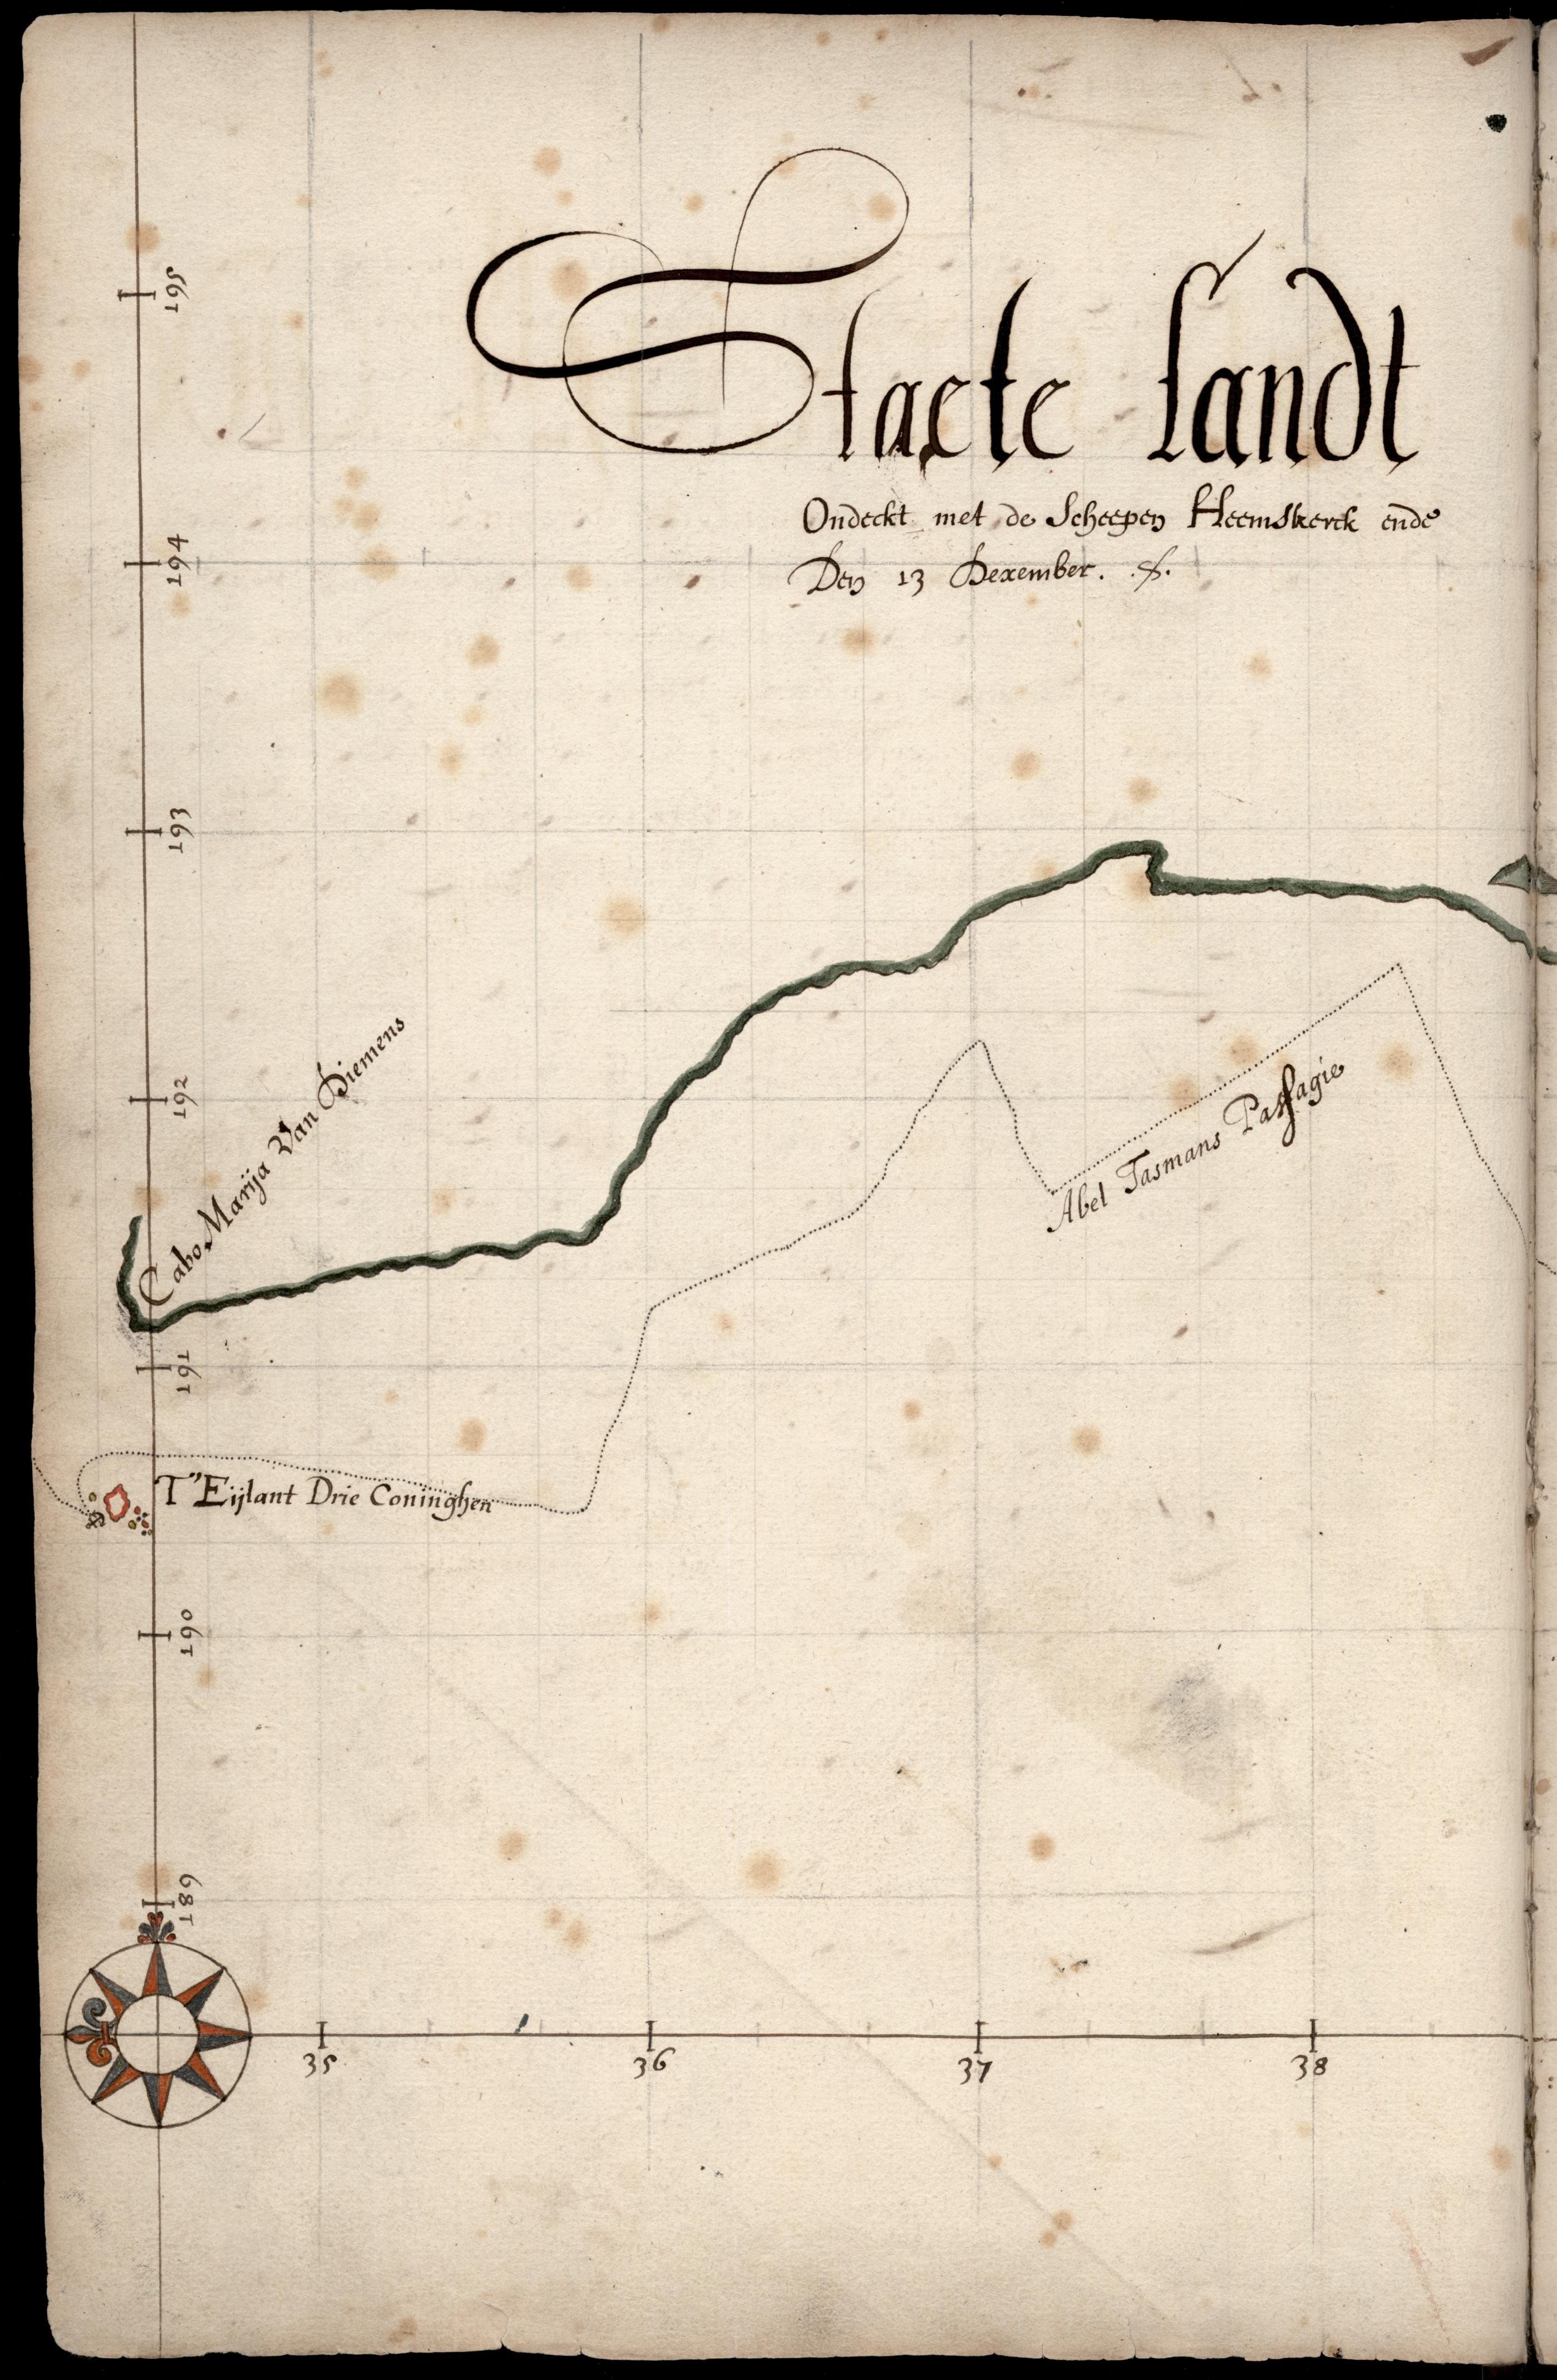 Staete Landt
Ondeckt met de Scheepen Heemskerck ende
Den 13 Dexember.
195
194
193
192
191
190
189
Cabo Marija Van Diemens
Abel Tasmans Passagie
T"Eijlant Drie Coninghen
35
36
37
38